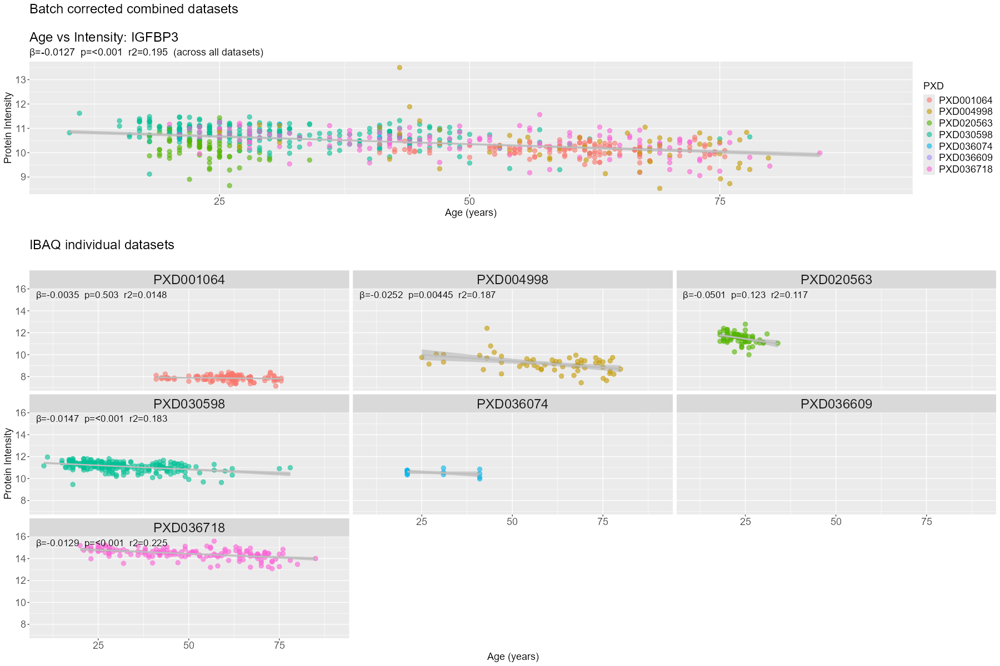 Batch corrected combined datasets
Age vs Intensity: IGFBP3
β=-0.0127 p=<0.001 r2=0.195 (across all datasets)
Protein Intensity
13
12
11
10
9
25 50 75
Age (years)
PXD
PXD001064
PXD004998
PXD020563
PXD030598
PXD036074
PXD036609
PXD036718
IBAQ individual datasets
PXD001064 PXD004998 PXD020563
β=-0.0035 p=0.503 r2=0.0148
β=-0.0252 p=0.00445 r2=0.187
β=-0.0501 p=0.123 r2=0.117
16
14
12
10
8
PXD030598 PXD036074 PXD036609
β=-0.0147 p=<0.001 r2=0.183
Protein Intensity
16
14
12
10
8
25 50 75
25 50 75
PXD036718
β=-0.0129 p=<0.001 r2=0.225
16
14
12
10
8
25 50 75
Age (years)